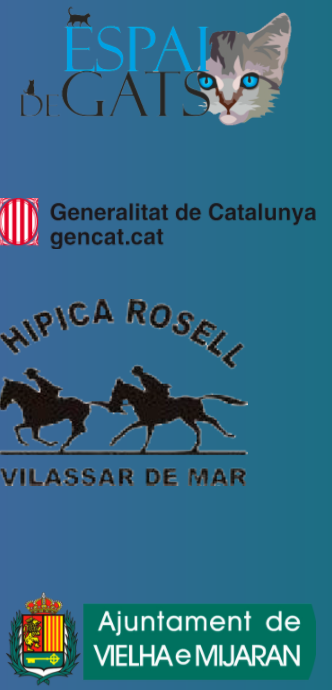 ESPAI
DE GATS
Generalitat de Catalunya
gencat.cat
HIPICA ROSELL
VILASSAR DE MAR
Ajuntament de
VIELHA e MIJARAN